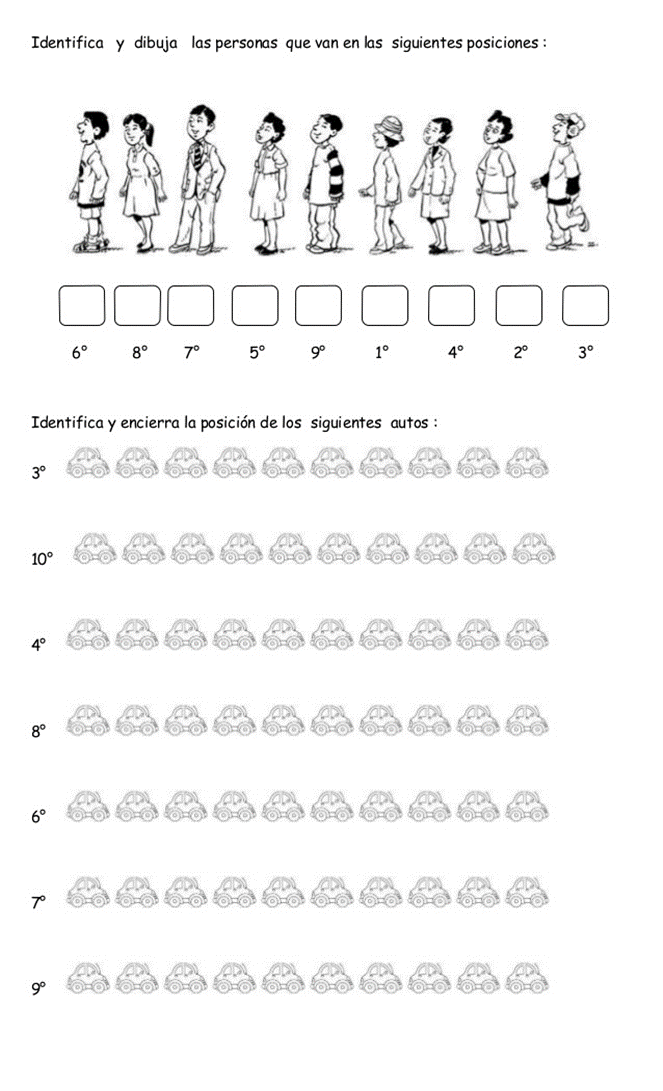 Identifica y dibuja las personas que van en las siguientes posiciones :
6° 8° 7° 5° 9° 1° 4° 2° 3°
Identifica y encierra la posición de los siguientes autos :
3°
10°
4°
8°
6°
7°
9°